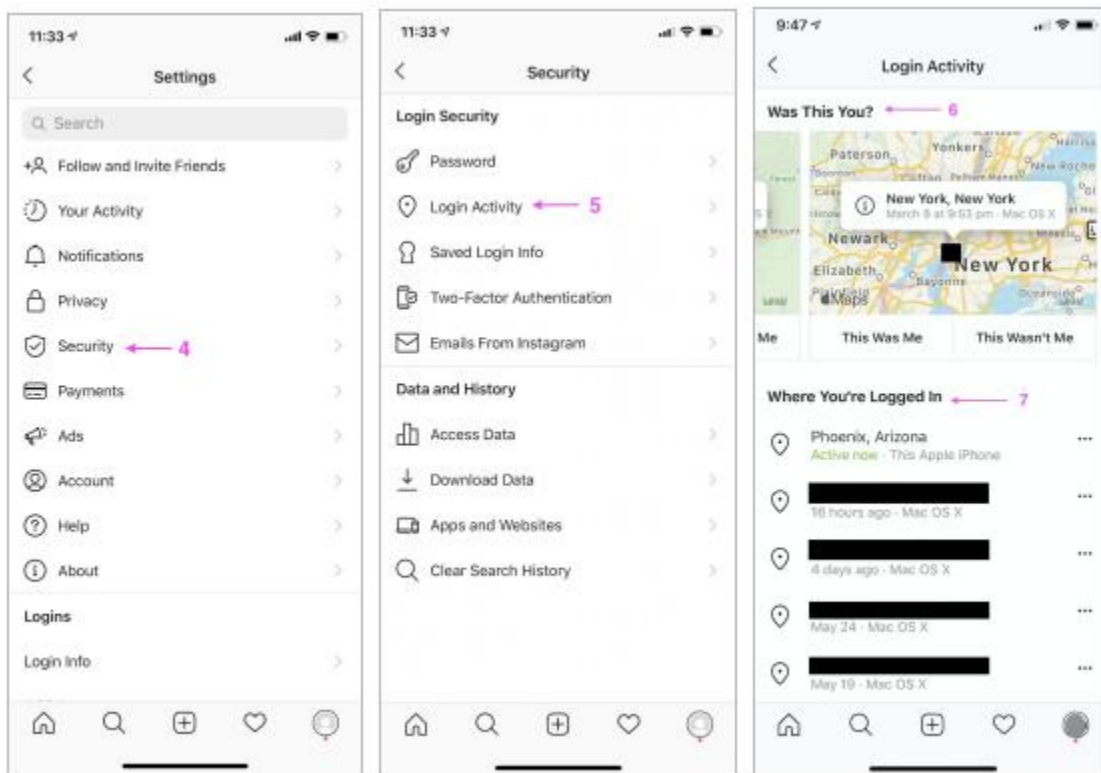 11:33
Settings
Search
Follow and Invite Friends
Your Activity
Notifications
Privacy
Security
4
Payments
Ads
Account
Help
About
Logins
Login Info
11:33
Security
Login Security
Password
Login Activity
5
Saved Login Info
Two-Factor Authentication
Emails From Instagram
Data and History
Access Data
Download Data
Apps and Websites
Clear Search History
9:47
Login Activity
Was This You?
6
Paterson
Yonkers
New York, New York
March 8 at 9:53 pm · Mac OS X
Newark
New York
Elizabeth
Bayonne
Plainfield
Oceanside
Maps
Me
This Was Me
This Wasn't Me
Where You're Logged In
7
Phoenix, Arizona
Active now · This Apple iPhone
16 hours ago · Mac OS X
4 days ago · Mac OS X
May 24 · Mac OS X
May 19 · Mac OS X